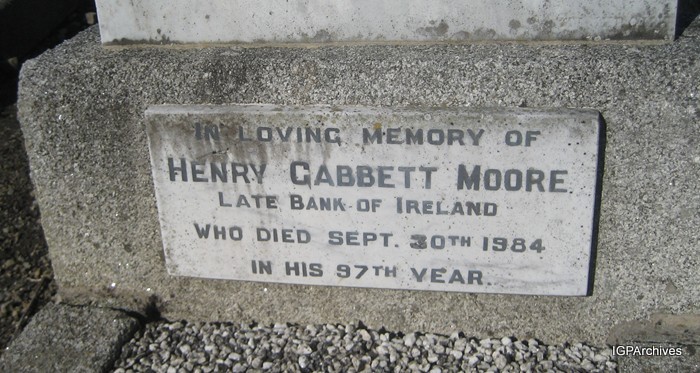 IN LOVING MEMORY OF
HENRY GABBETT MOORE
LATE BANK OF IRELAND
WHO DIED SEPT. 30TH 1984
IN HIS 97TH YEAR.
IGPArchives